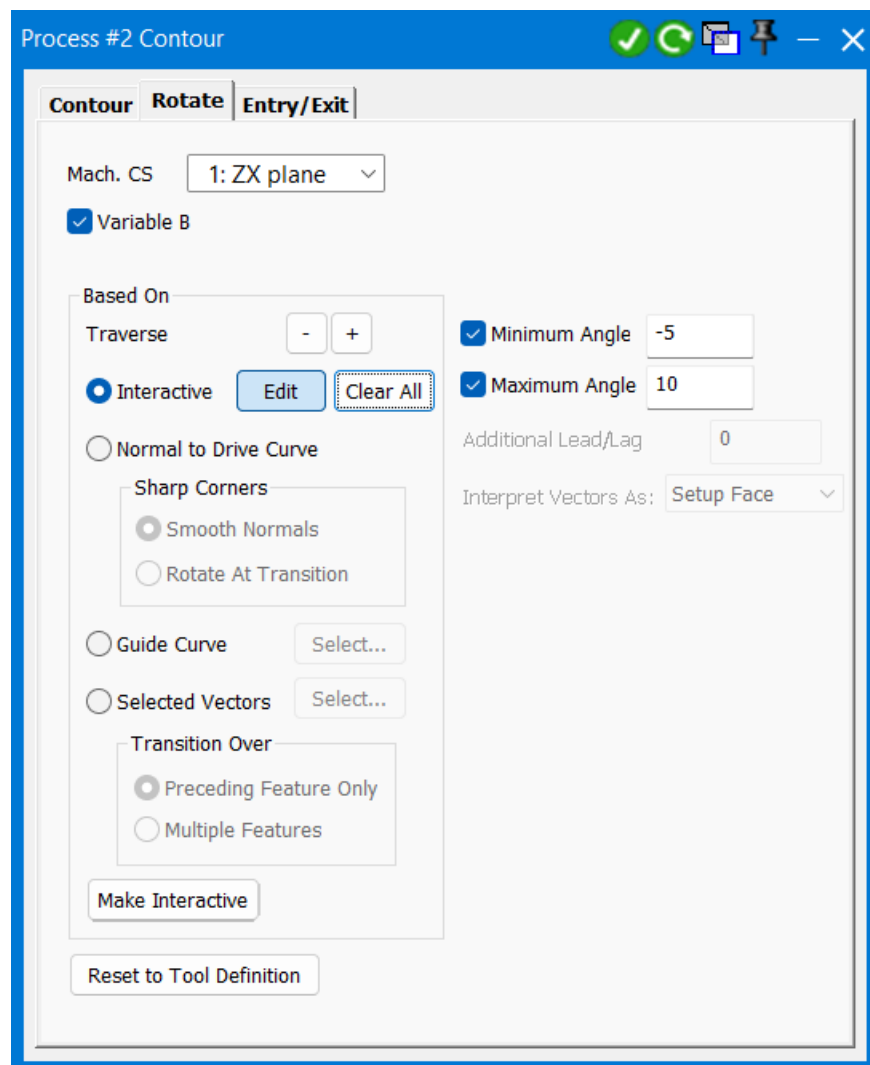 Process #2 Contour
Contour Rotate Entry/Exit
Mach. CS 1: ZX plane
Variable B
Based On
Traverse - +
Minimum Angle -5
Interactive Edit Clear All
Maximum Angle 10
Normal to Drive Curve
Additional Lead/Lag 0
Sharp Corners
Interpret Vectors As: Setup Face
Smooth Normals
Rotate At Transition
Guide Curve Select...
Selected Vectors Select...
Transition Over
Preceding Feature Only
Multiple Features
Make Interactive
Reset to Tool Definition